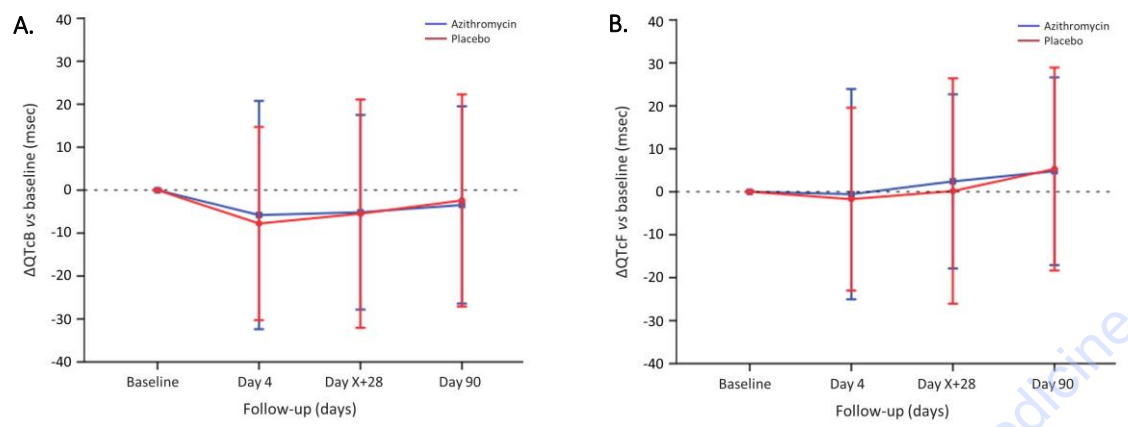 A.
Azithromycin
Placebo
40
30
20
10
0
-10
-20
-30
-40
ΔQTcB vs baseline (msec)
Baseline Day 4 Day X+28 Day 90
Follow-up (days)
B.
Azithromycin
Placebo
40
30
20
10
0
-10
-20
-30
-40
ΔQTcF vs baseline (msec)
Baseline Day 4 Day X+28 Day 90
Follow-up (days)